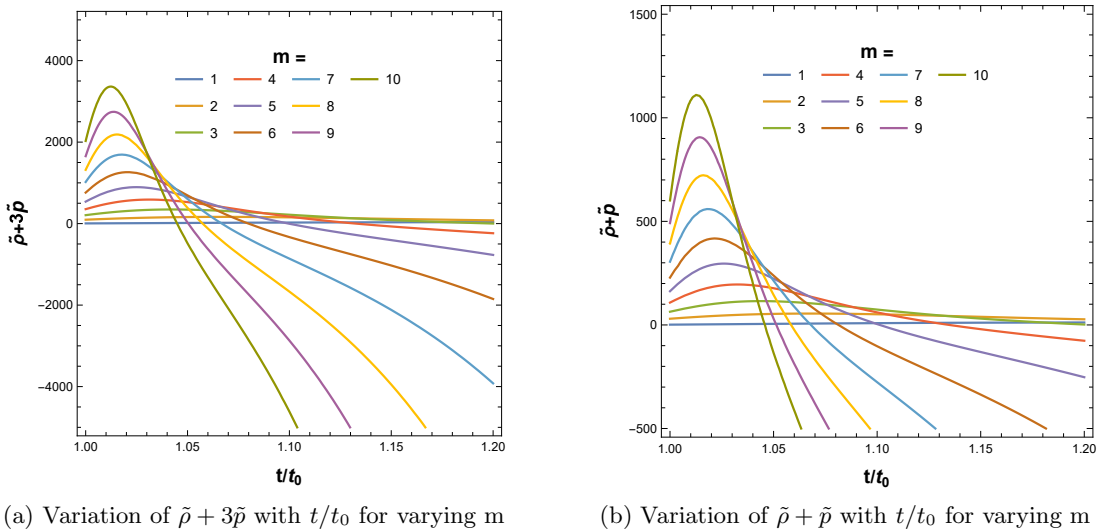 m =
1 4 7 10
2 5 8
3 6 9
4000
2000
0
−2000
−4000
1.00 1.05 1.10 1.15 1.20
t/t₀
ρ̃+3p̃
m =
1 4 7 10
2 5 8
3 6 9
1500
1000
500
0
−500
1.00 1.05 1.10 1.15 1.20
t/t₀
ρ̃+p̃
(a) Variation of ρ̃ + 3p̃ with t/t₀ for varying m
(b) Variation of ρ̃ + p̃ with t/t₀ for varying m